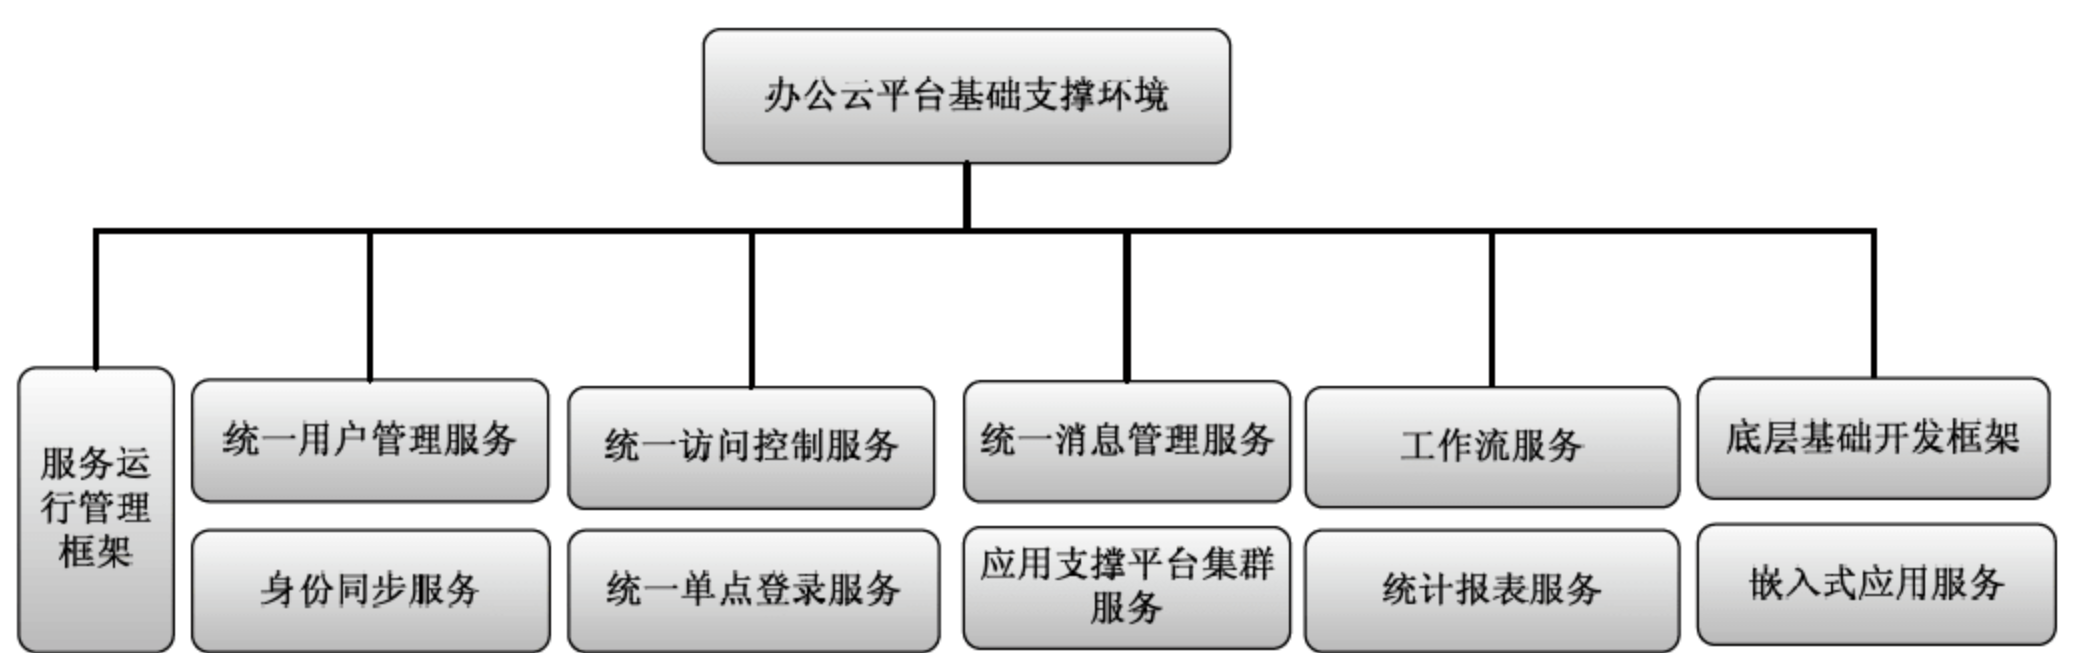 办公云平台基础支撑环境
服务运
行管理
框架
统一用户管理服务
统一访问控制服务
统一消息管理服务
工作流服务
底层基础开发框架
身份同步服务
统一单点登录服务
应用支撑平台集群
服务
统计报表服务
嵌入式应用服务